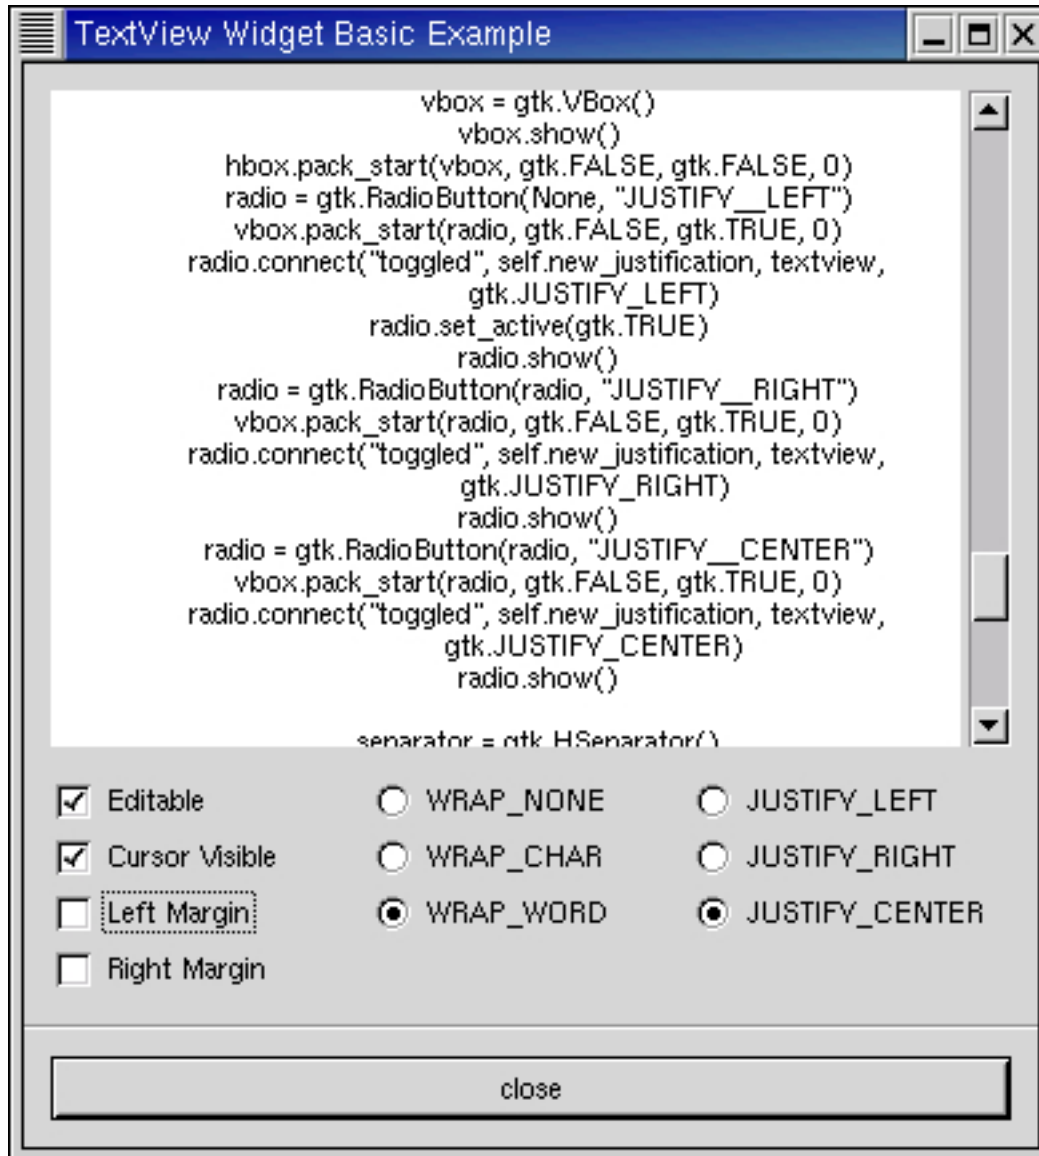 TextView Widget Basic Example
vbox = gtk.VBox()
vbox.show()
hbox.pack_start(vbox, gtk.FALSE, gtk.FALSE, 0)
radio = gtk.RadioButton(None, "JUSTIFY__LEFT")
vbox.pack_start(radio, gtk.FALSE, gtk.TRUE, 0)
radio.connect("toggled", self.new_justification, textview,
gtk.JUSTIFY_LEFT)
radio.set_active(gtk.TRUE)
radio.show()
radio = gtk.RadioButton(radio, "JUSTIFY__RIGHT")
vbox.pack_start(radio, gtk.FALSE, gtk.TRUE, 0)
radio.connect("toggled", self.new_justification, textview,
gtk.JUSTIFY_RIGHT)
radio.show()
radio = gtk.RadioButton(radio, "JUSTIFY__CENTER")
vbox.pack_start(radio, gtk.FALSE, gtk.TRUE, 0)
radio.connect("toggled", self.new_justification, textview,
gtk.JUSTIFY_CENTER)
radio.show()
separator = gtk.HSeparator()
Editable WRAP_NONE JUSTIFY_LEFT
Cursor Visible WRAP_CHAR JUSTIFY_RIGHT
Left Margin WRAP_WORD JUSTIFY_CENTER
Right Margin
close